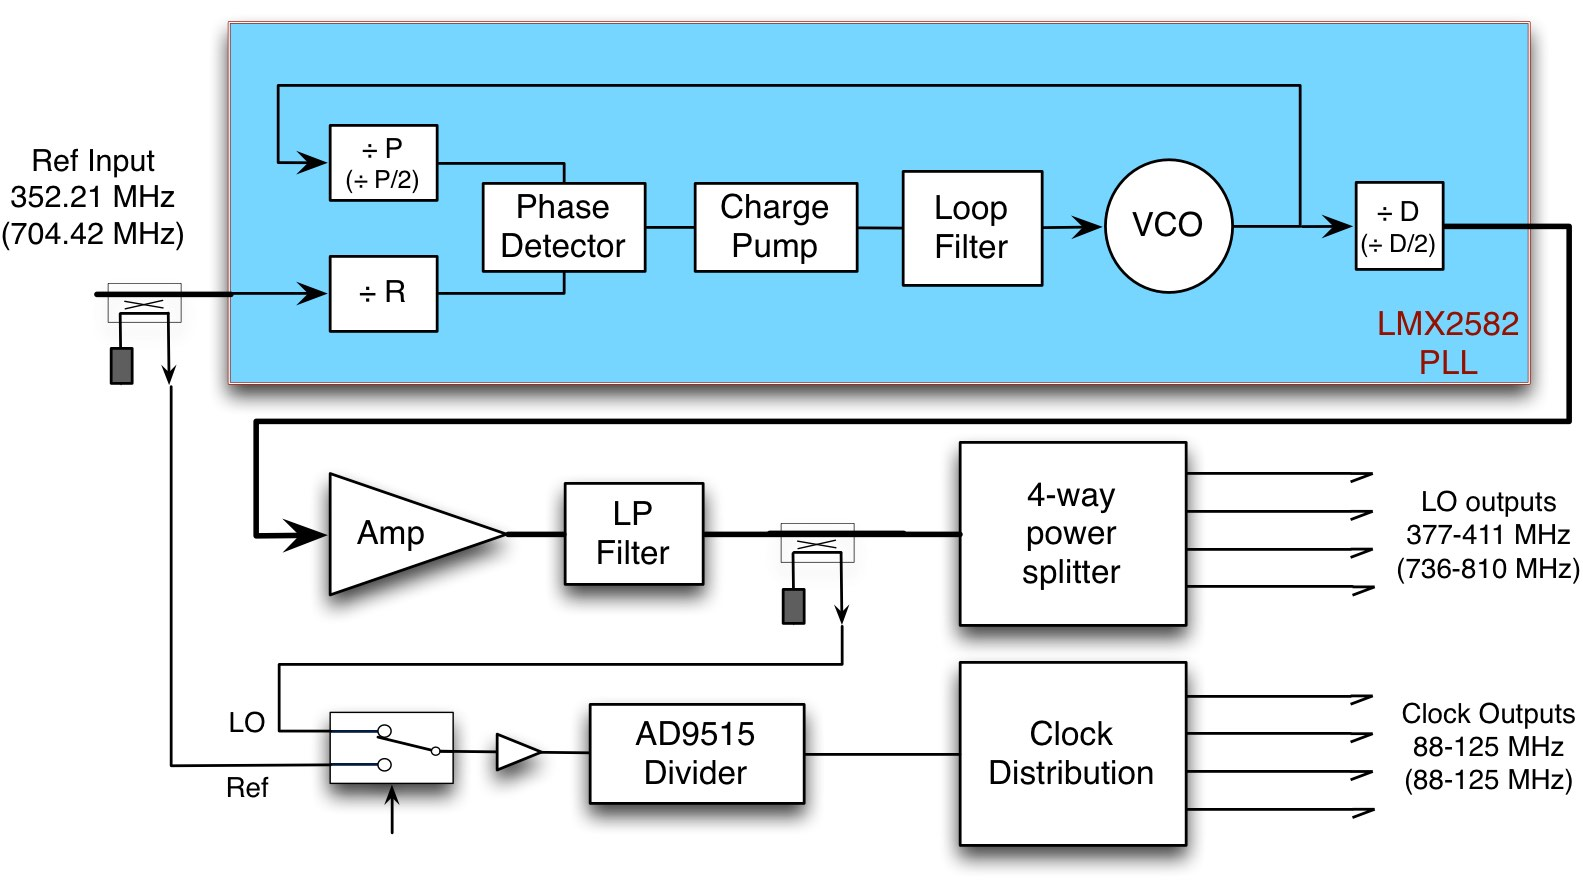 Ref Input
352.21 MHz
(704.42 MHz)
÷ P
(÷ P/2)
÷ R
Phase
Detector
Charge
Pump
Loop
Filter
VCO
÷ D
(÷ D/2)
LMX2582
PLL
Amp
LP
Filter
4-way
power
splitter
LO outputs
377-411 MHz
(736-810 MHz)
LO
Ref
AD9515
Divider
Clock
Distribution
Clock Outputs
88-125 MHz
(88-125 MHz)